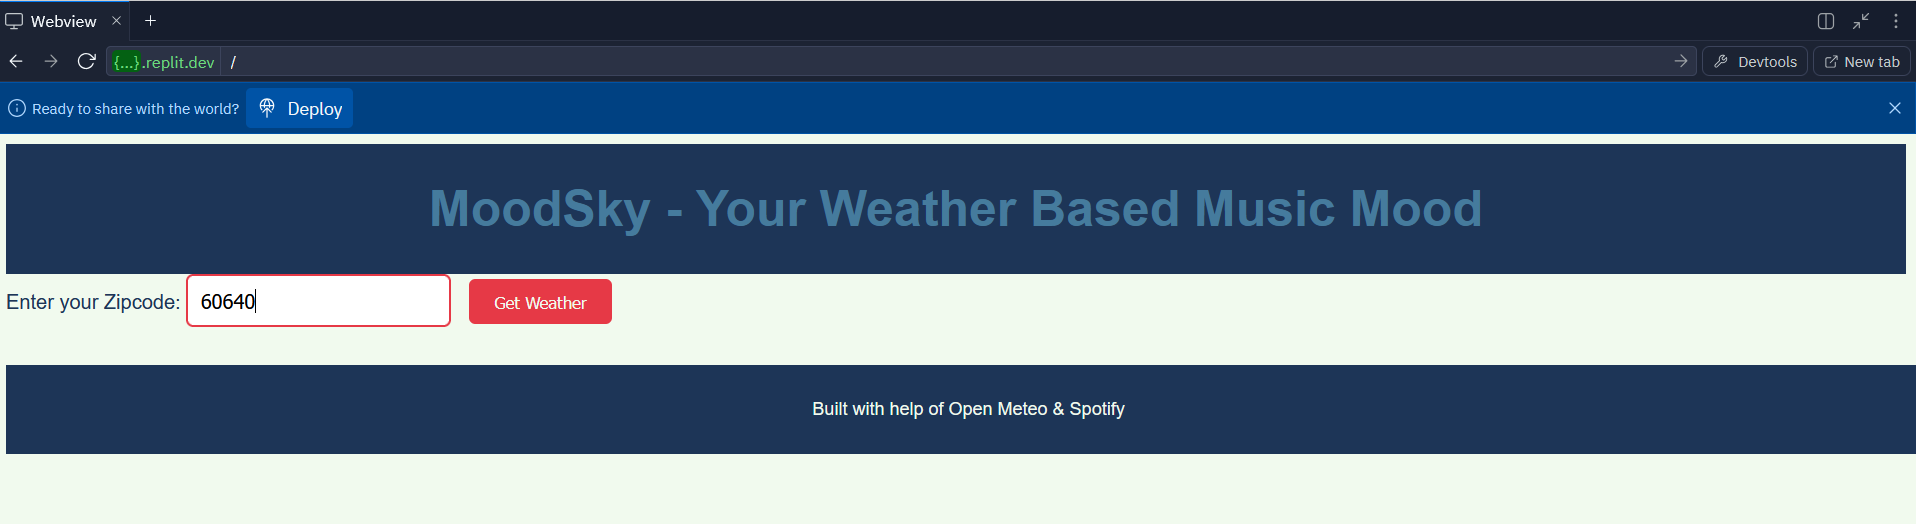 Webview
{...}.replit.dev /
Devtools
New tab
Ready to share with the world? Deploy
MoodSky - Your Weather Based Music Mood
Enter your Zipcode: 60640 Get Weather
Built with help of Open Meteo & Spotify